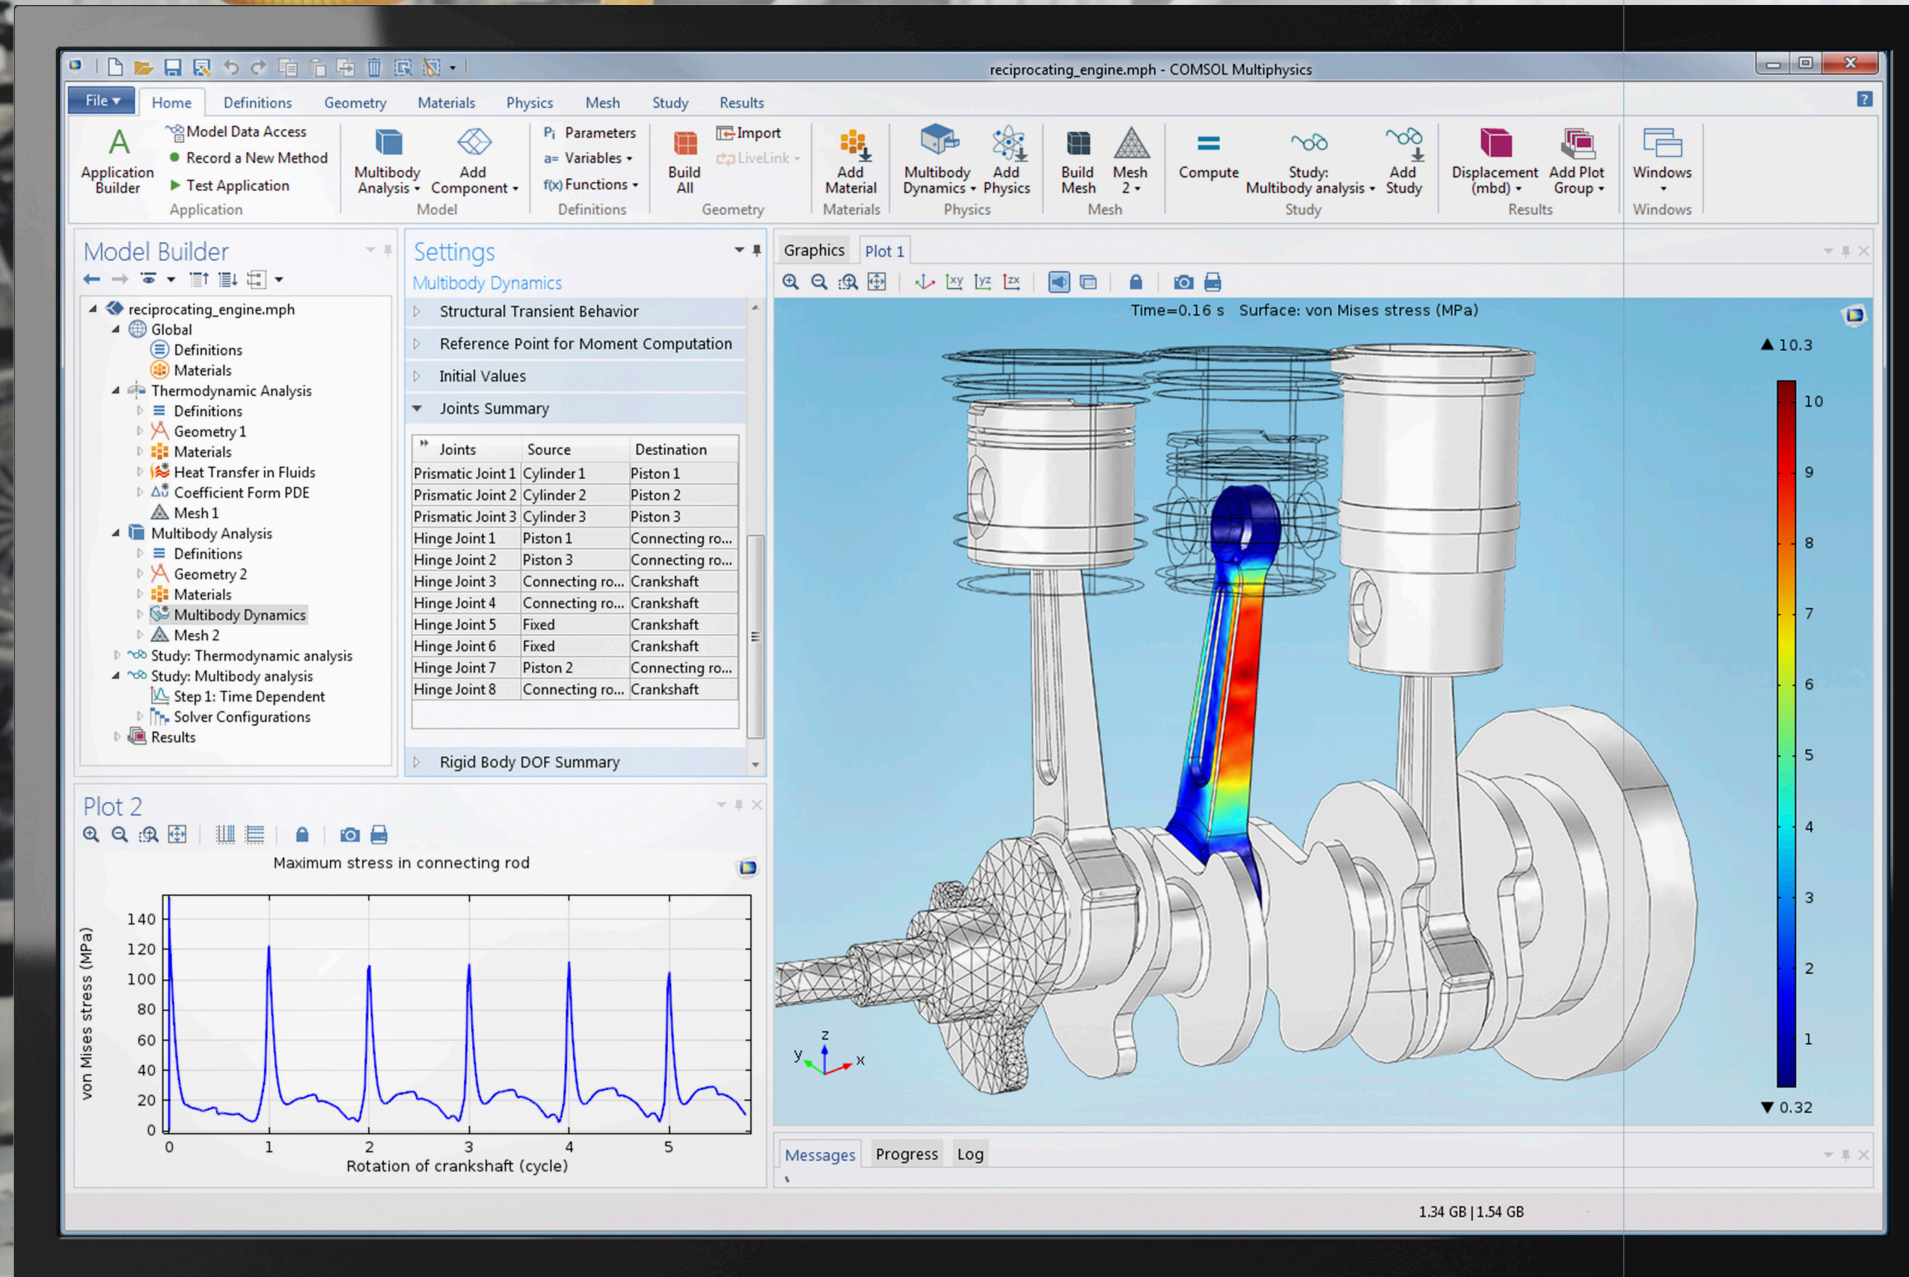 reciprocating_engine.mph - COMSOL Multiphysics
File Home Definitions Geometry Materials Physics Mesh Study Results
Application Builder
Model Data Access
Record a New Method
Test Application
Application
Multibody Analysis
Add Component
Model
Pi Parameters
a= Variables
f(x) Functions
Definitions
Build All
Import
LiveLink
Geometry
Add Material
Materials
Multibody Dynamics
Add Physics
Physics
Build Mesh
Mesh 2
Mesh
Compute
Study: Multibody analysis
Add Study
Study
Displacement (mbd)
Add Plot Group
Results
Windows
Windows
Model Builder
reciprocating_engine.mph
Global
Definitions
Materials
Thermodynamic Analysis
Definitions
Geometry 1
Materials
Heat Transfer in Fluids
Coefficient Form PDE
Mesh 1
Multibody Analysis
Definitions
Geometry 2
Materials
Multibody Dynamics
Mesh 2
Study: Thermodynamic analysis
Study: Multibody analysis
Step 1: Time Dependent
Solver Configurations
Results
Settings
Multibody Dynamics
Structural Transient Behavior
Reference Point for Moment Computation
Initial Values
Joints Summary
Joints Source Destination
Prismatic Joint 1 Cylinder 1 Piston 1
Prismatic Joint 2 Cylinder 2 Piston 2
Prismatic Joint 3 Cylinder 3 Piston 3
Hinge Joint 1 Piston 1 Connecting ro...
Hinge Joint 2 Piston 3 Connecting ro...
Hinge Joint 3 Connecting ro... Crankshaft
Hinge Joint 4 Connecting ro... Crankshaft
Hinge Joint 5 Fixed Crankshaft
Hinge Joint 6 Fixed Crankshaft
Hinge Joint 7 Piston 2 Connecting ro...
Hinge Joint 8 Connecting ro... Crankshaft
Rigid Body DOF Summary
Graphics Plot 1
xy yz zx
Time=0.16 s Surface: von Mises stress (MPa)
▲ 10.3
10
9
8
7
6
5
4
3
2
1
▼ 0.32
z
y
x
Plot 2
Maximum stress in connecting rod
von Mises stress (MPa)
140
120
100
80
60
40
20
0
0 1 2 3 4 5
Rotation of crankshaft (cycle)
Messages Progress Log
1.34 GB | 1.54 GB